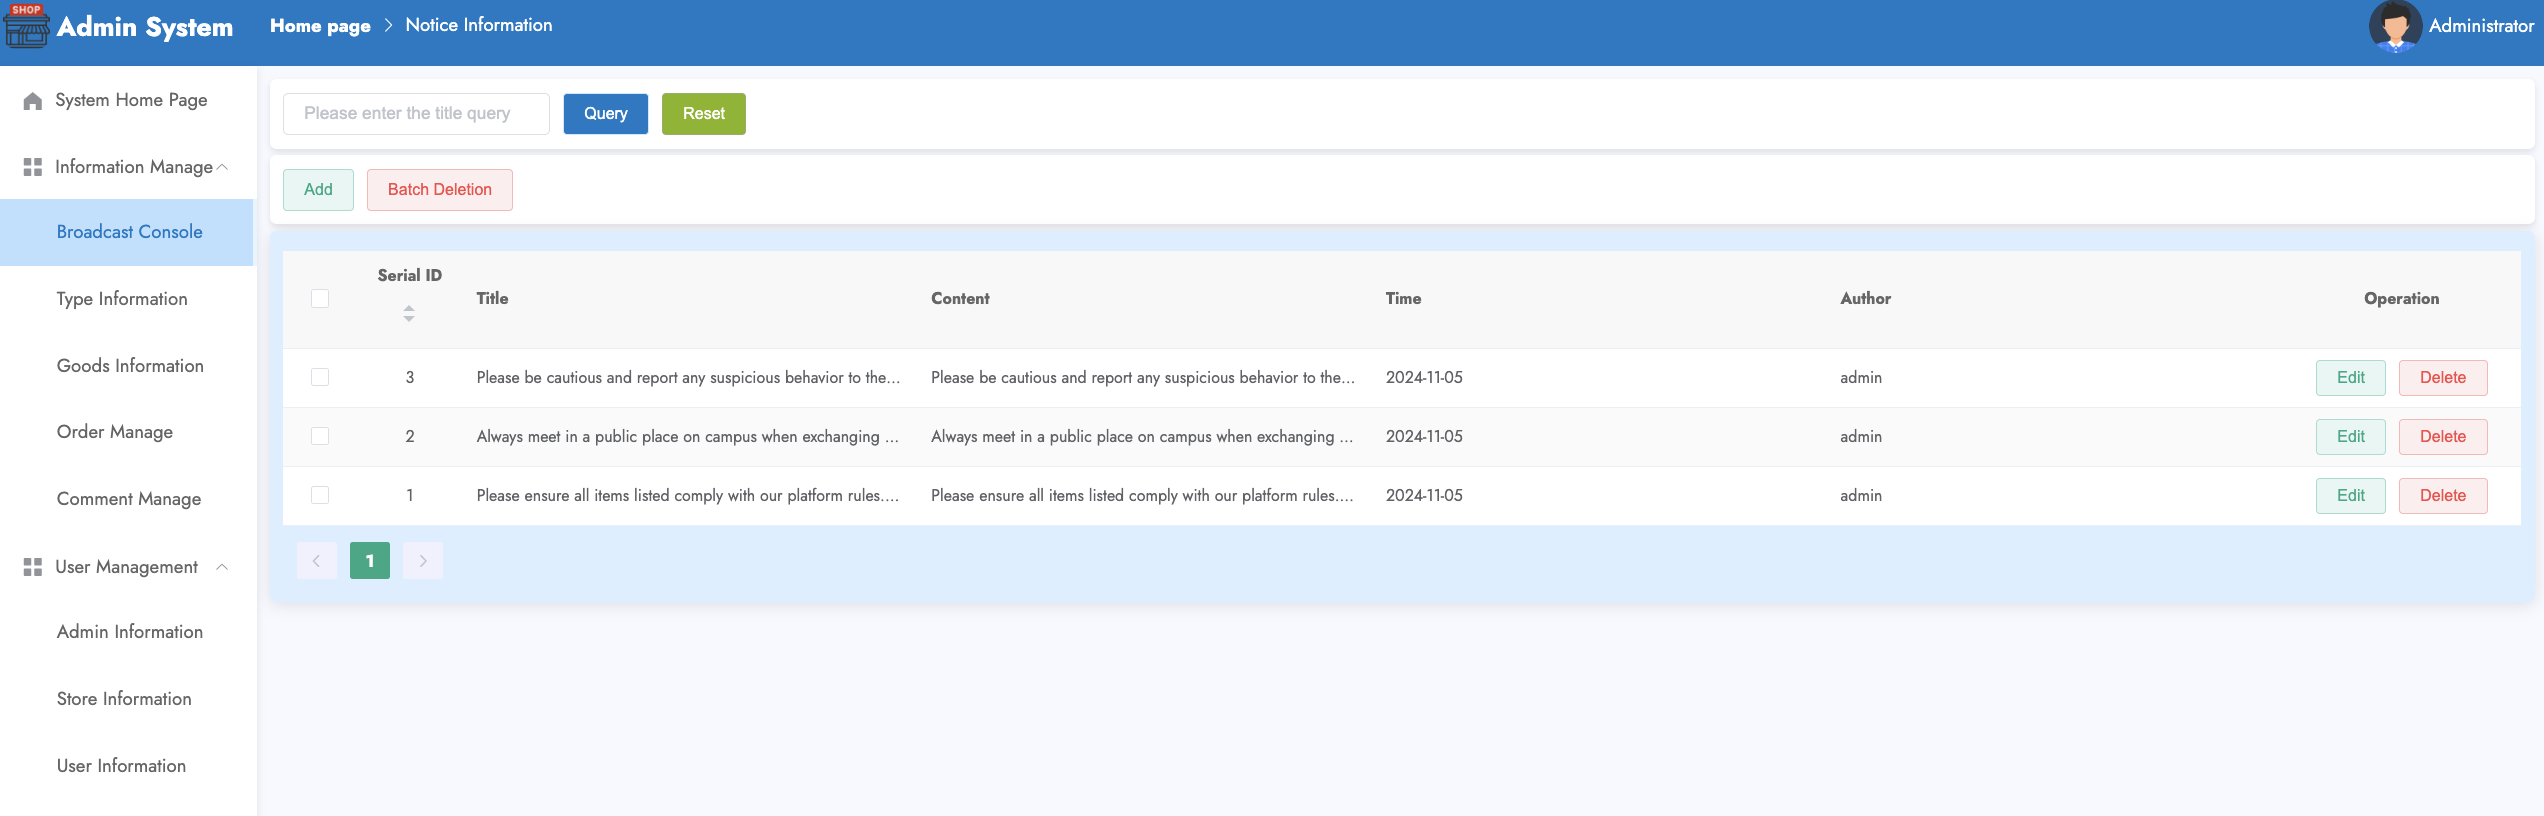 SHOP
Admin System
Home page > Notice Information
Administrator
System Home Page
Information Manage
Broadcast Console
Type Information
Goods Information
Order Manage
Comment Manage
User Management
Admin Information
Store Information
User Information
Please enter the title query Query Reset
Add Batch Deletion
Serial ID Title Content Time Author Operation
3 Please be cautious and report any suspicious behavior to the... Please be cautious and report any suspicious behavior to the... 2024-11-05 admin Edit Delete
2 Always meet in a public place on campus when exchanging ... Always meet in a public place on campus when exchanging ... 2024-11-05 admin Edit Delete
1 Please ensure all items listed comply with our platform rules.... Please ensure all items listed comply with our platform rules.... 2024-11-05 admin Edit Delete
1